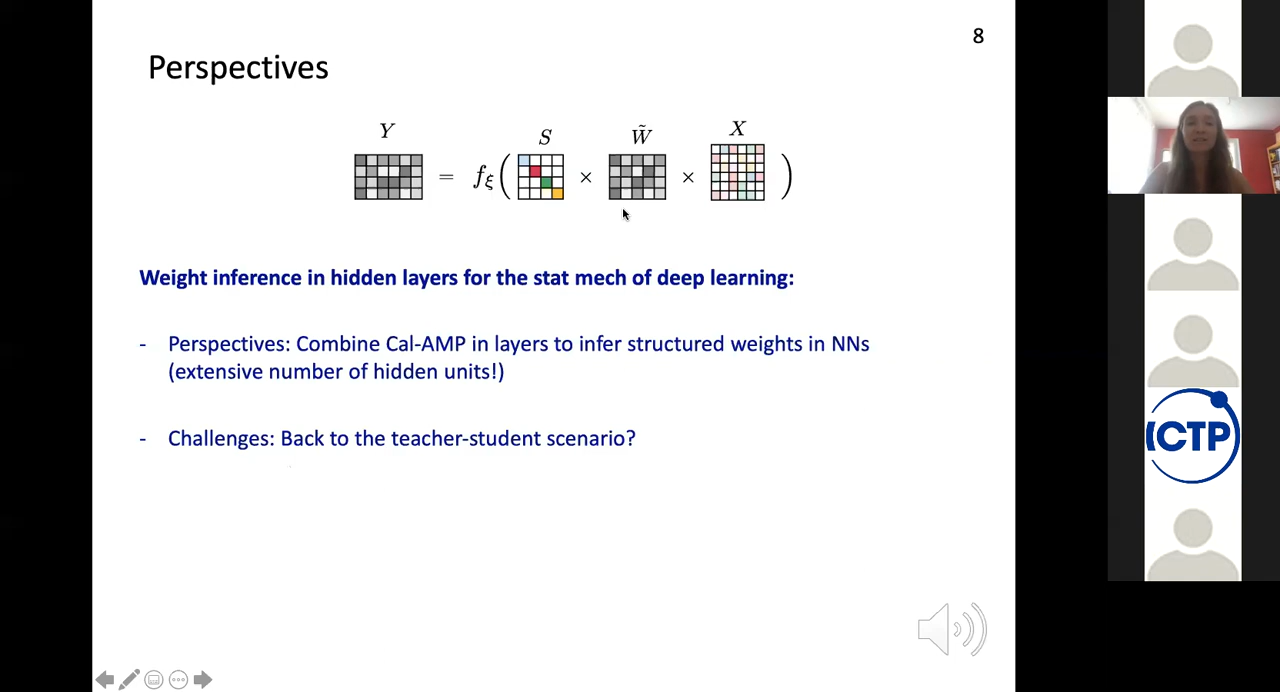 8
Perspectives
Y = f_ξ ( S × W̃ × X )
Weight inference in hidden layers for the stat mech of deep learning:
- Perspectives: Combine Cal-AMP in layers to infer structured weights in NNs
(extensive number of hidden units!)
- Challenges: Back to the teacher-student scenario?
ICTP